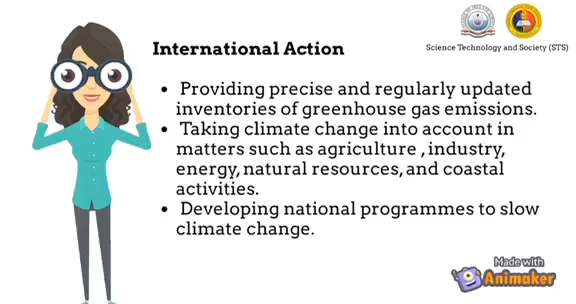 Science Technology and Society (STS)
International Action
• Providing precise and regularly updated
inventories of greenhouse gas emissions.
• Taking climate change into account in
matters such as agriculture , industry,
energy, natural resources, and coastal
activities.
• Developing national programmes to slow
climate change.
Made with
Animaker